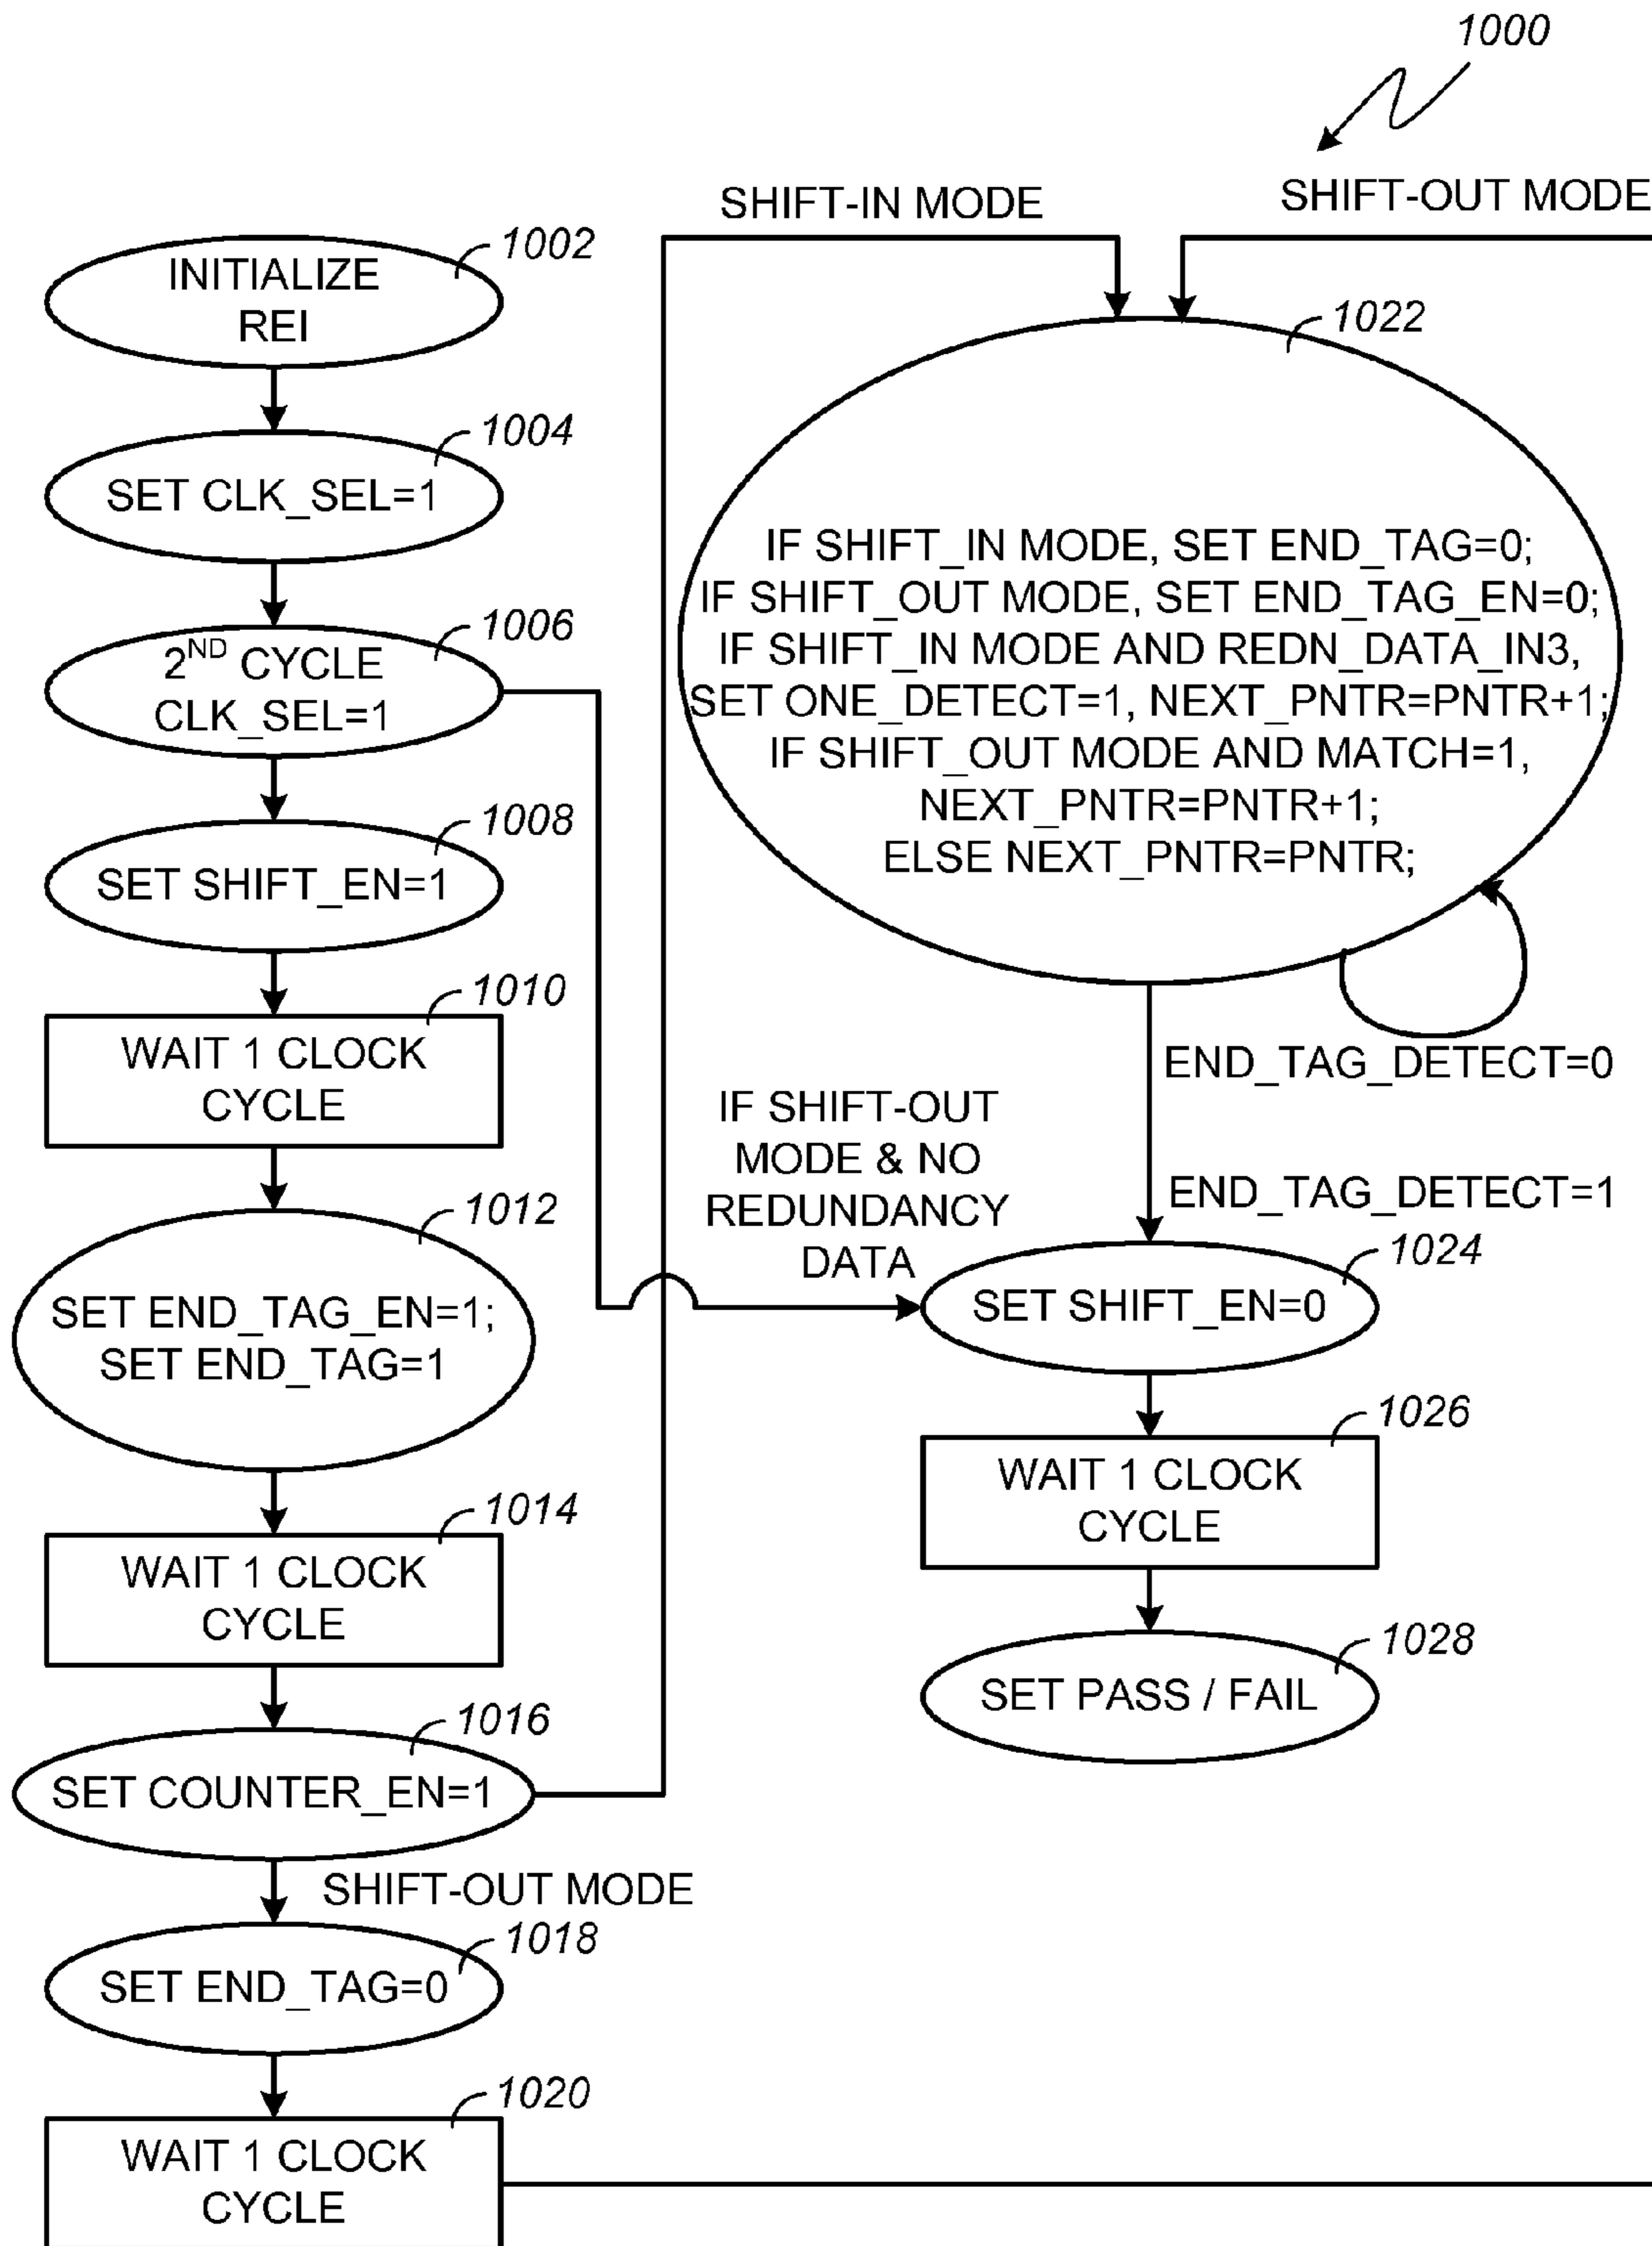 1000
SHIFT-IN MODE
SHIFT-OUT MODE
1002
INITIALIZE
REI
1004
SET CLK_SEL=1
1006
2ND CYCLE
CLK_SEL=1
1008
SET SHIFT_EN=1
1010
WAIT 1 CLOCK
CYCLE
1012
SET END_TAG_EN=1;
SET END_TAG=1
1014
WAIT 1 CLOCK
CYCLE
1016
SET COUNTER_EN=1
SHIFT-OUT MODE
1018
SET END_TAG=0
1020
WAIT 1 CLOCK
CYCLE
1022
IF SHIFT_IN MODE, SET END_TAG=0;
IF SHIFT_OUT MODE, SET END_TAG_EN=0;
IF SHIFT_IN MODE AND REDN_DATA_IN3,
SET ONE_DETECT=1, NEXT_PNTR=PNTR+1;
IF SHIFT_OUT MODE AND MATCH=1,
NEXT_PNTR=PNTR+1;
ELSE NEXT_PNTR=PNTR;
END_TAG_DETECT=0
IF SHIFT-OUT
MODE & NO
REDUNDANCY
DATA
END_TAG_DETECT=1
1024
SET SHIFT_EN=0
1026
WAIT 1 CLOCK
CYCLE
1028
SET PASS / FAIL